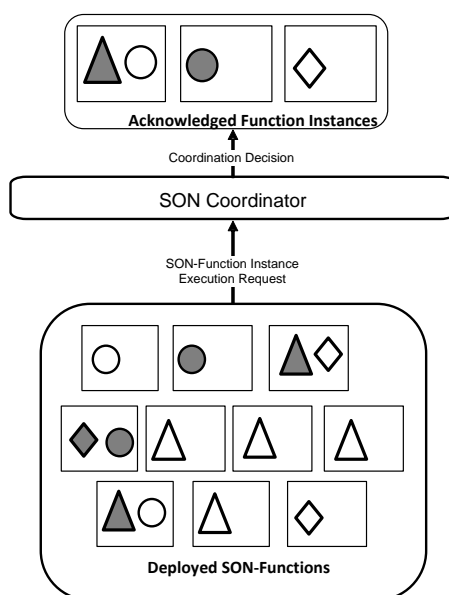 Acknowledged Function Instances
Coordination Decision
SON Coordinator
SON-Function Instance
Execution Request
Deployed SON-Functions